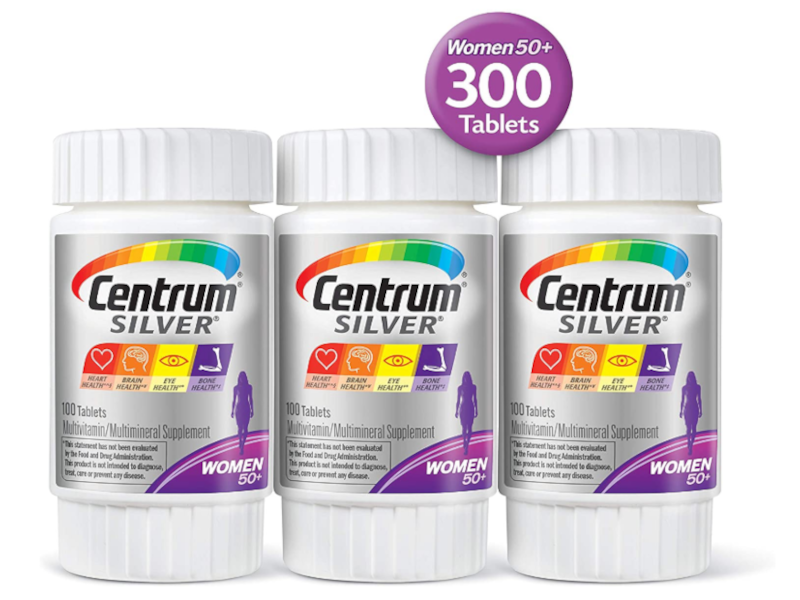 Women 50+
300
Tablets
Centrum®
SILVER®
HEART HEALTH
BRAIN HEALTH
EYE HEALTH
BONE HEALTH
100 Tablets
Multivitamin/Multimineral Supplement
This statement has not been evaluated
by the Food and Drug Administration.
This product is not intended to diagnose,
treat, cure or prevent any disease.
WOMEN
50+
Centrum®
SILVER®
HEART HEALTH
BRAIN HEALTH
EYE HEALTH
BONE HEALTH
100 Tablets
Multivitamin/Multimineral Supplement
This statement has not been evaluated
by the Food and Drug Administration.
This product is not intended to diagnose,
treat, cure or prevent any disease.
WOMEN
50+
Centrum®
SILVER®
HEART HEALTH
BRAIN HEALTH
EYE HEALTH
BONE HEALTH
100 Tablets
Multivitamin/Multimineral Supplement
This statement has not been evaluated
by the Food and Drug Administration.
This product is not intended to diagnose,
treat, cure or prevent any disease.
WOMEN
50+